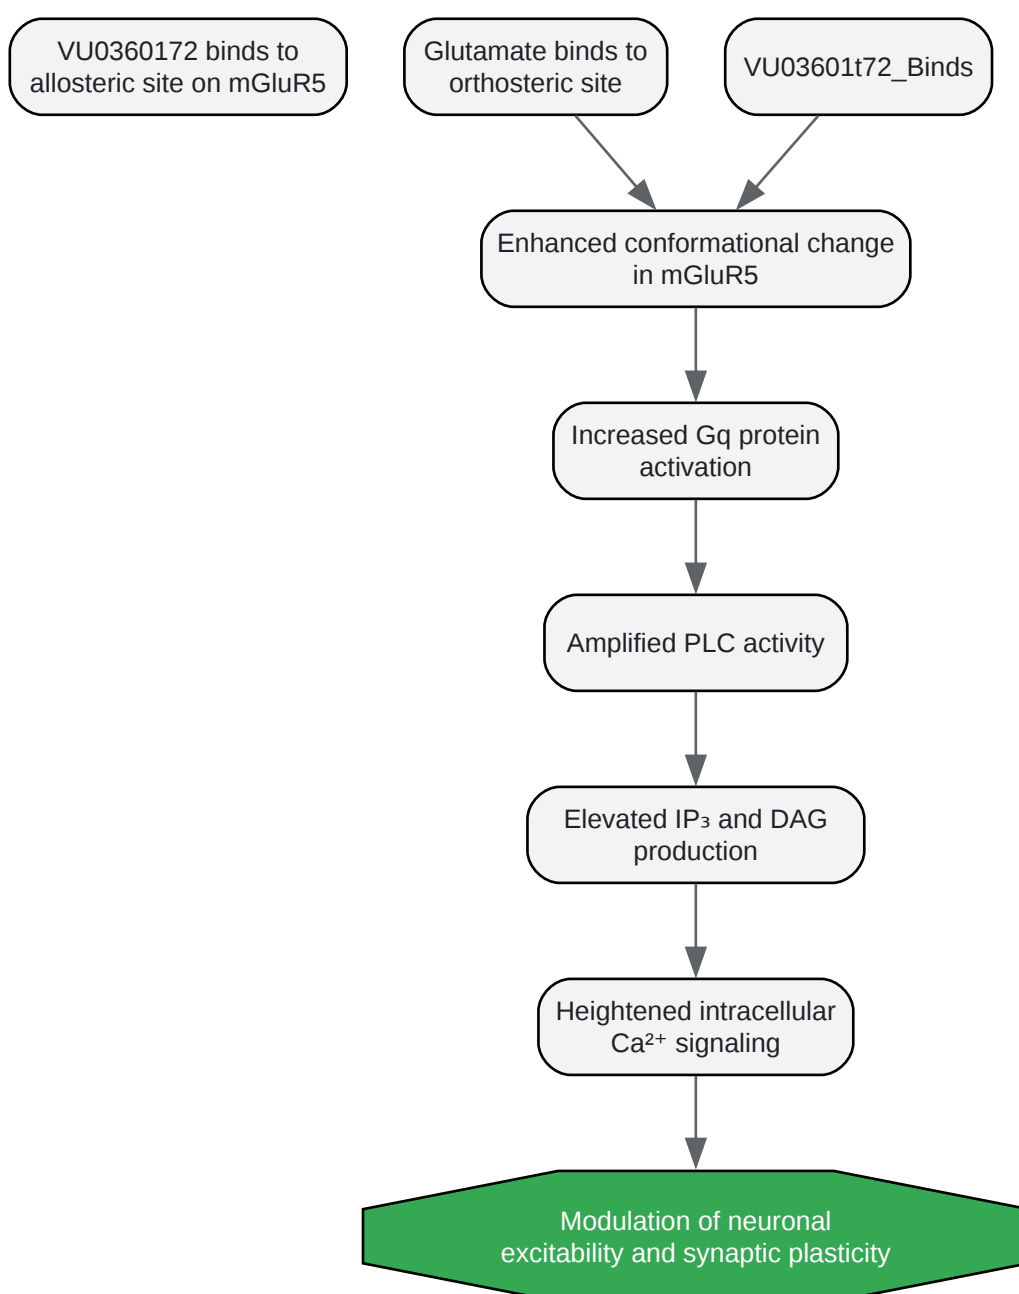 VU0360172 binds to
allosteric site on mGluR5
Glutamate binds to
orthosteric site
VU03601t72_Binds
Enhanced conformational change
in mGluR5
Increased Gq protein
activation
Amplified PLC activity
Elevated IP₃ and DAG
production
Heightened intracellular
Ca²⁺ signaling
Modulation of neuronal
excitability and synaptic plasticity